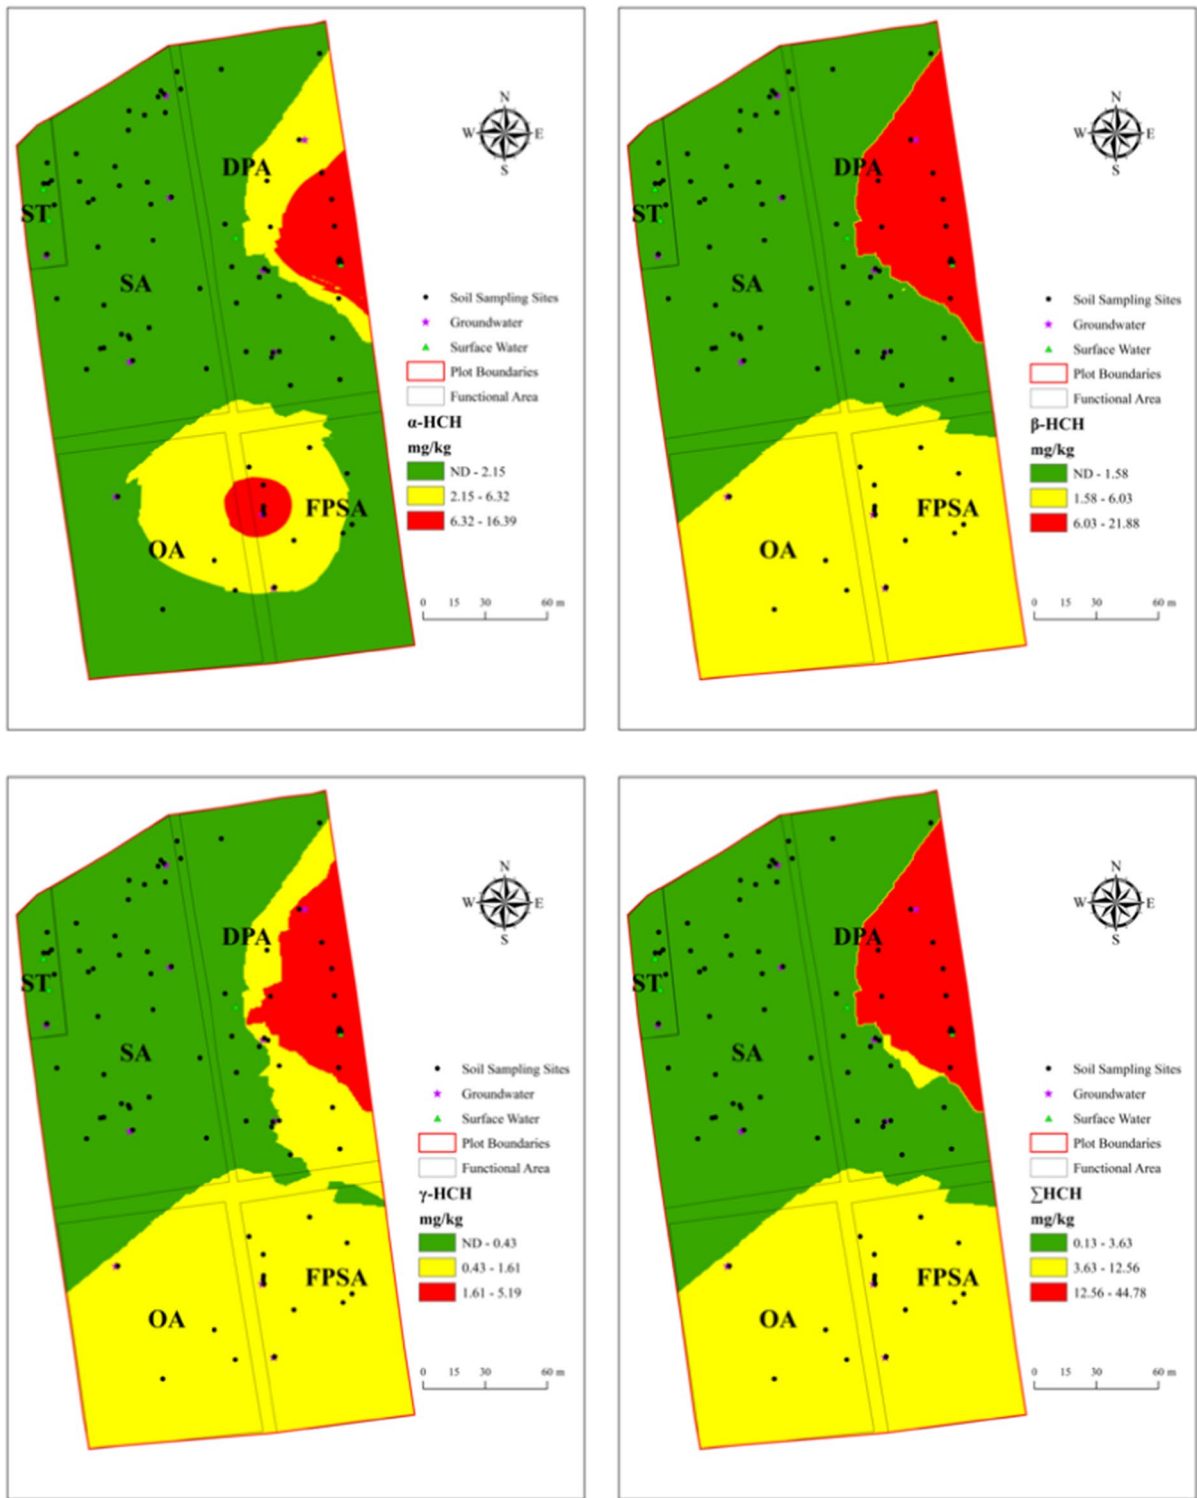 N
W E
S
DPA
ST
SA
Soil Sampling Sites
Groundwater
Surface Water
Plot Boundaries
Functional Area
α-HCH
mg/kg
ND - 2.15
2.15 - 6.32
6.32 - 16.39
FPSA
OA
0 15 30 60 m
N
W E
S
DPA
ST
SA
Soil Sampling Sites
Groundwater
Surface Water
Plot Boundaries
Functional Area
β-HCH
mg/kg
ND - 1.58
1.58 - 6.03
6.03 - 21.88
FPSA
OA
0 15 30 60 m
N
W E
S
DPA
ST
SA
Soil Sampling Sites
Groundwater
Surface Water
Plot Boundaries
Functional Area
γ-HCH
mg/kg
ND - 0.43
0.43 - 1.61
1.61 - 5.19
FPSA
OA
0 15 30 60 m
N
W E
S
DPA
ST
SA
Soil Sampling Sites
Groundwater
Surface Water
Plot Boundaries
Functional Area
∑HCH
mg/kg
0.13 - 3.63
3.63 - 12.56
12.56 - 44.78
FPSA
OA
0 15 30 60 m